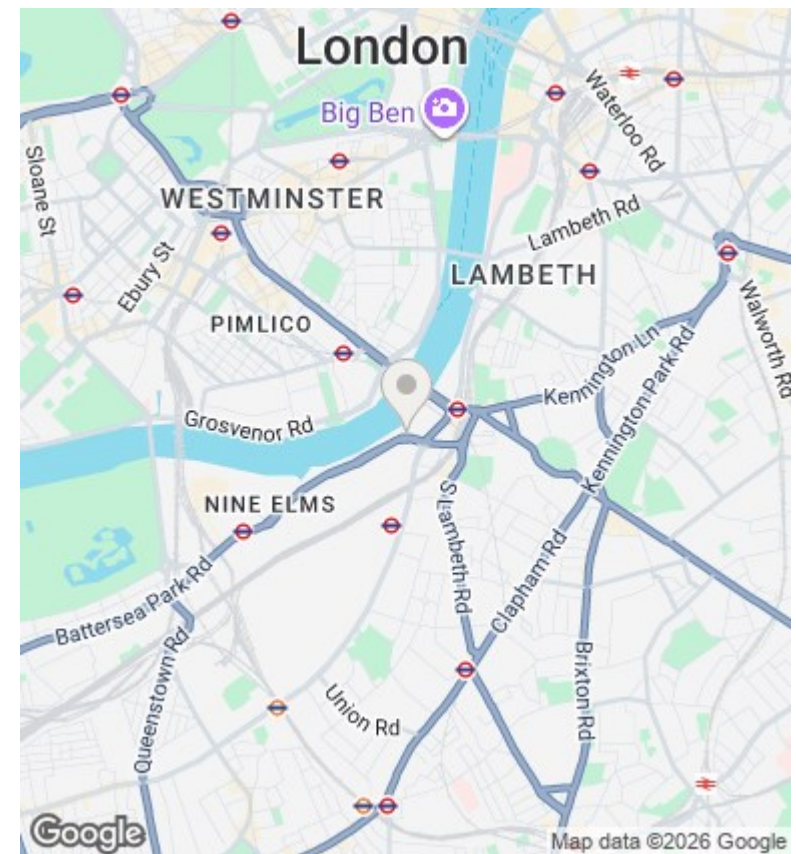 London
Big Ben
Waterloo Rd
Sloane St
WESTMINSTER
Lambeth Rd
Ebury St
LAMBETH
Walworth Rd
PIMLICO
Kennington Ln
Kennington Park Rd
Grosvenor Rd
NINE ELMS
S Lambeth Rd
Clapham Rd
Battersea Park Rd
Queenstown Rd
Union Rd
Brixton Rd
Google
Map data ©2026 Google